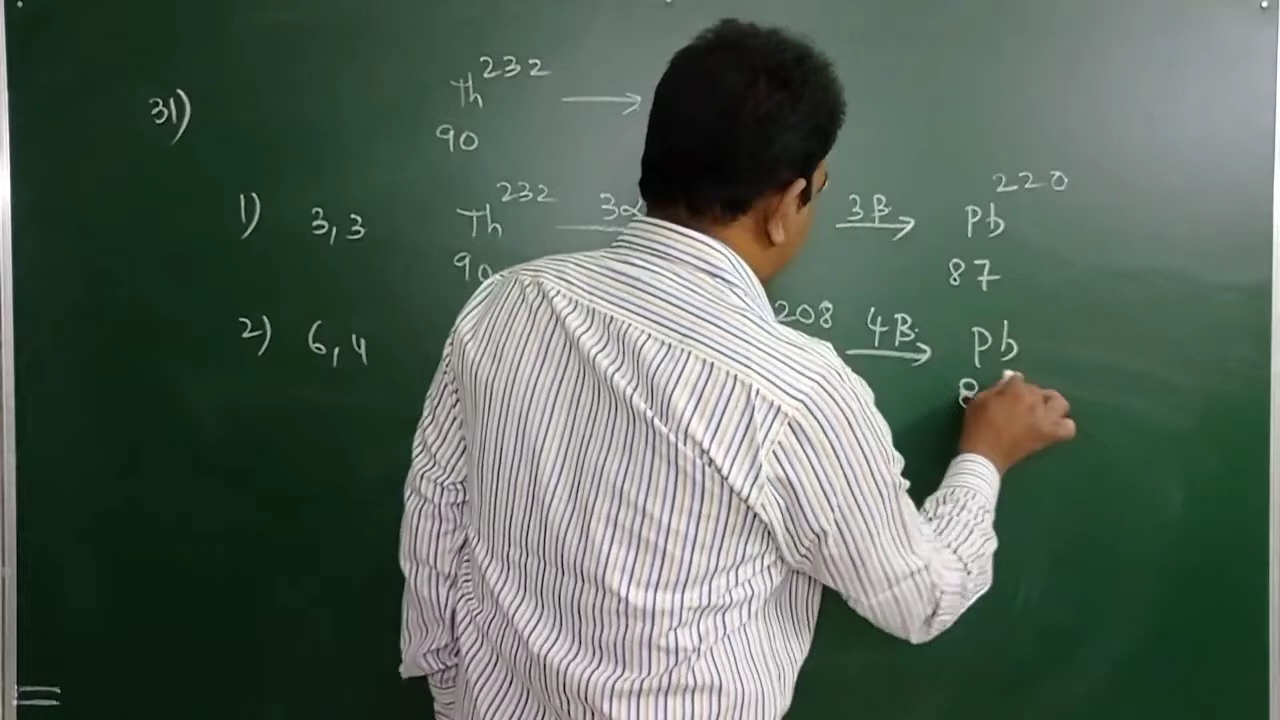 31) Th 232 →
90
1) 3,3 Th 232 3α 3β → Pb 220
90 87
2) 6,4 208 4β → Pb
8